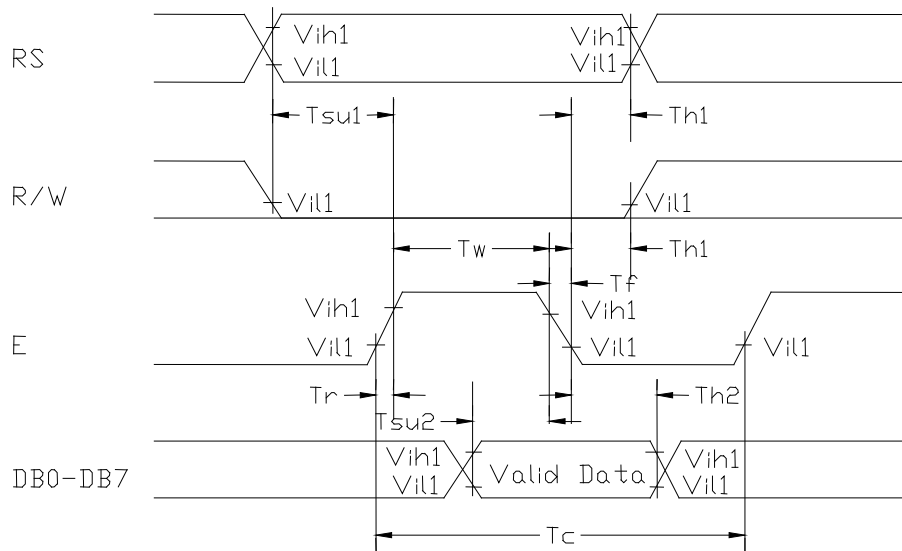 RS
Vih1
Vil1
Vih1
Vil1
Tsu1
Th1
R/W
Vil1
Vil1
Tw
Th1
Tf
E
Vih1
Vil1
Vih1
Vil1
Vil1
Tr
Tsu2
Th2
DB0-DB7
Vih1
Vil1
Valid Data
Vih1
Vil1
Tc